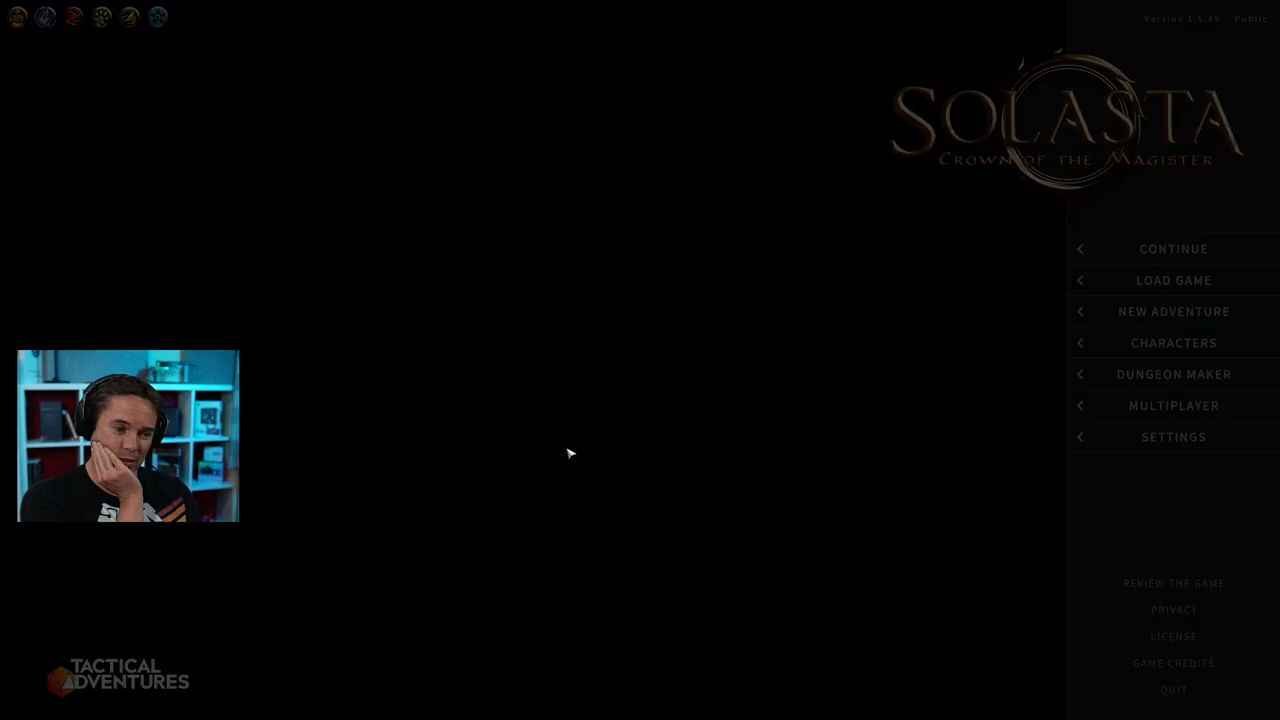 Version 1.5.49 - Public
SOLASTA
CROWN OF THE MAGISTER
CONTINUE
LOAD GAME
NEW ADVENTURE
CHARACTERS
DUNGEON MAKER
MULTIPLAYER
SETTINGS
REVIEW THE GAME
PRIVACY
LICENSE
GAME CREDITS
QUIT
TACTICAL
ADVENTURES